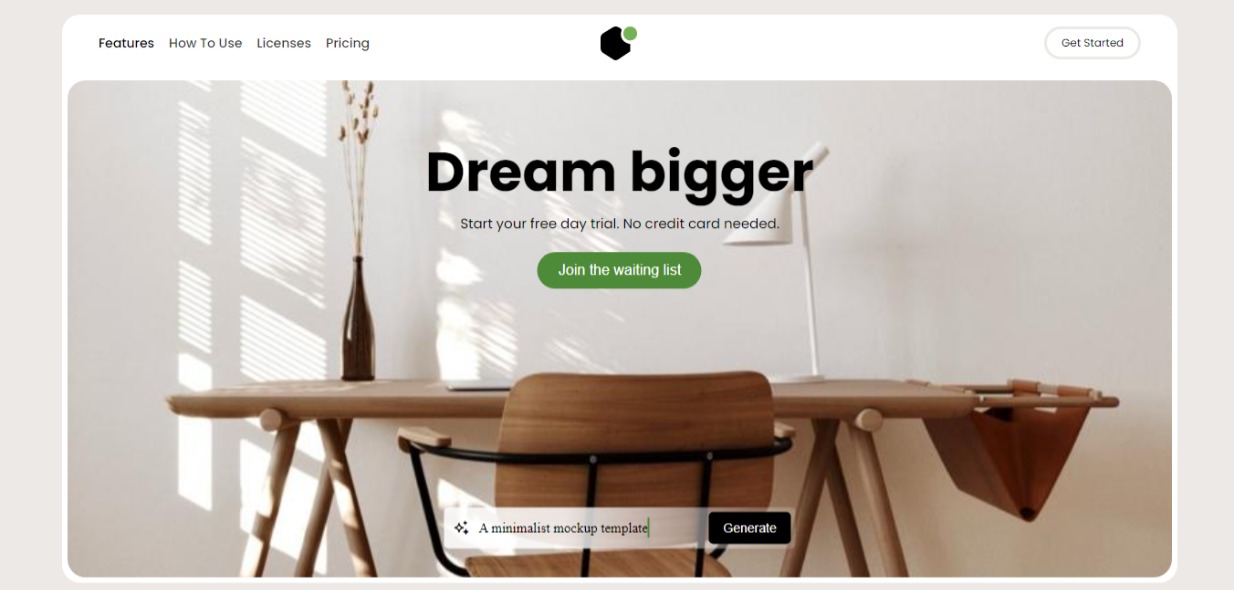 Features How To Use Licenses Pricing Get Started
Dream bigger
Start your free day trial. No credit card needed.
Join the waiting list
A minimalist mockup template Generate